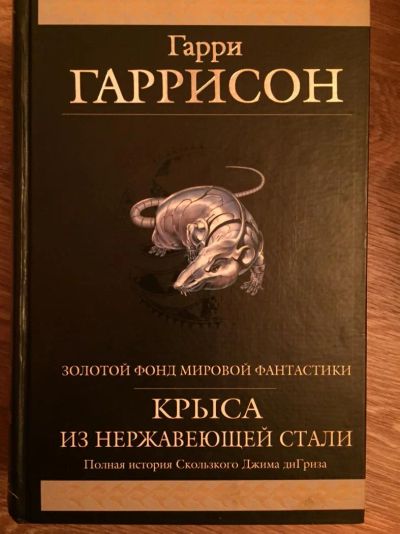 Гарри
ГАРРИСОН
ЗОЛОТОЙ ФОНД МИРОВОЙ ФАНТАСТИКИ
КРЫСА
ИЗ НЕРЖАВЕЮЩЕЙ СТАЛИ
Полная история Скользкого Джима диГриза